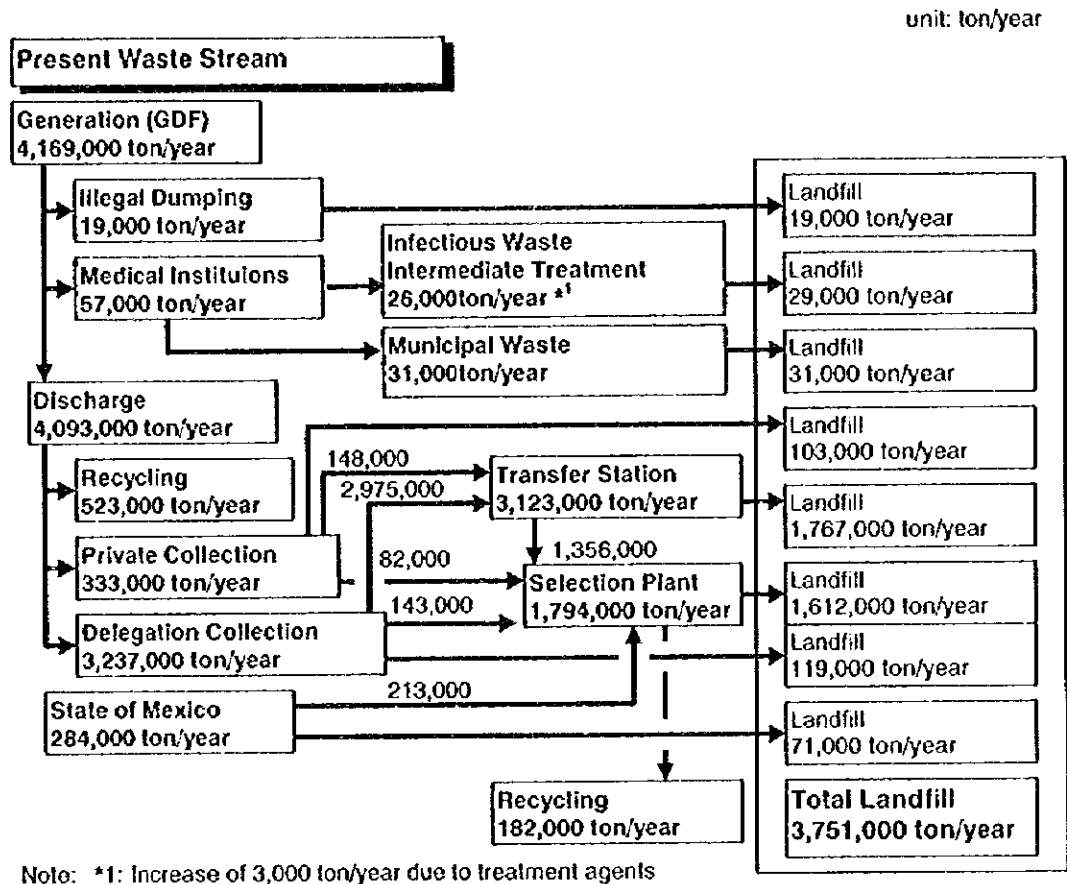 unit: ton/year
Present Waste Stream
Generation (GDF)
4,169,000 ton/year
Illegal Dumping
19,000 ton/year
Landfill
19,000 ton/year
Medical Instituions
57,000 ton/year
Infectious Waste
Intermediate Treatment
26,000ton/year *1
Landfill
29,000 ton/year
Municipal Waste
31,000ton/year
Landfill
31,000 ton/year
Discharge
4,093,000 ton/year
Landfill
103,000 ton/year
Recycling
523,000 ton/year
148,000
2,975,000
Transfer Station
3,123,000 ton/year
Landfill
1,767,000 ton/year
Private Collection
333,000 ton/year
82,000
1,356,000
Selection Plant
1,794,000 ton/year
Landfill
1,612,000 ton/year
Delegation Collection
3,237,000 ton/year
143,000
Landfill
119,000 ton/year
State of Mexico
284,000 ton/year
213,000
Landfill
71,000 ton/year
Recycling
182,000 ton/year
Total Landfill
3,751,000 ton/year
Note: *1: Increase of 3,000 ton/year due to treatment agents